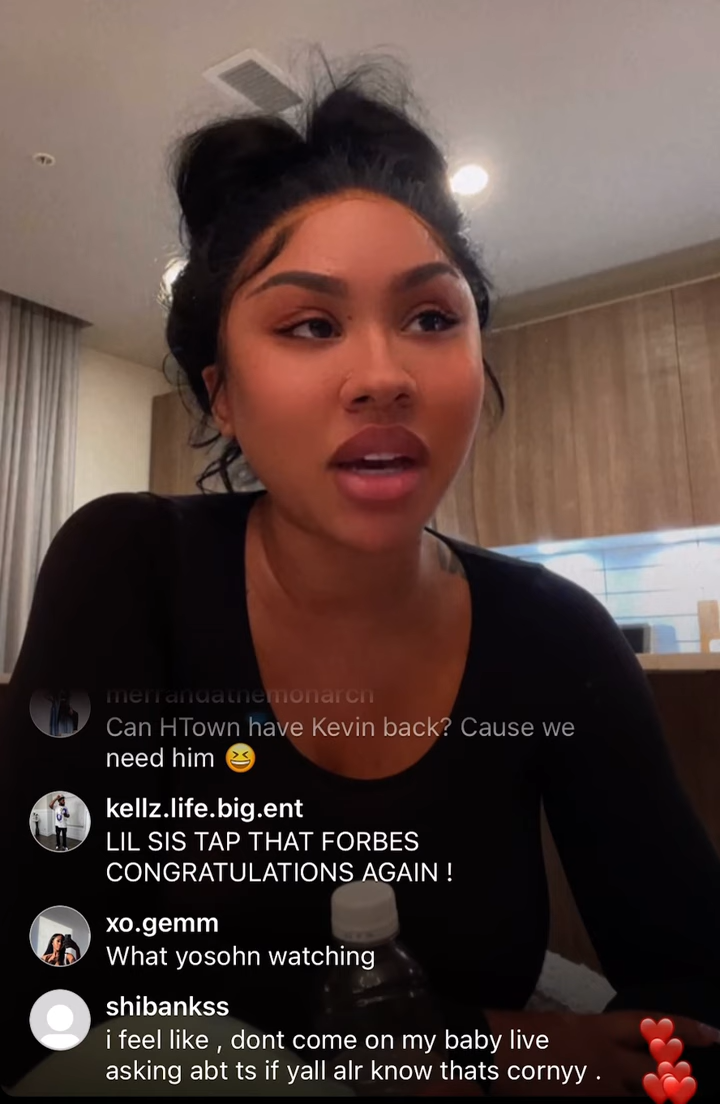 merrandathemonarch
Can HTown have Kevin back? Cause we
need him 😆
kellz.life.big.ent
LIL SIS TAP THAT FORBES
CONGRATULATIONS AGAIN !
xo.gemm
What yosohn watching
shibankss
i feel like , dont come on my baby live
asking abt ts if yall alr know thats cornyy .